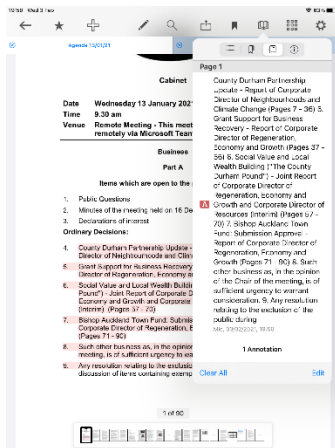 Agenda 13/01/21
Cabinet
Date Wednesday 13 January 2021
Time 9.30 am
Venue Remote Meeting - This meet
remotely via Microsoft Team
Business
Part A
Items which are open to the
1. Public Questions
2. Minutes of the meeting held on 16 De
3. Declarations of interest
Ordinary Decisions:
4. County Durham Partnership Update -
Director of Neighbourhoods and Clim
5. Grant Support for Business Recovery
Director of Regeneration, Economy a
6. Social Value and Local Wealth Buildi
Pound") - Joint Report of Corporate D
Economy and Growth and Corporate
(Interim) (Pages 57 - 70)
7. Bishop Auckland Town Fund: Submis
Corporate Director of Regeneration, E
(Pages 71 - 90)
8. Such other business as, in the opinion
meeting, is of sufficient urgency to wa
9. Any resolution relating to the exclusio
discussion of items containing exemp
1 of 90
Page 1
County Durham Partnership
Update - Report of Corporate
Director of Neighbourhoods and
Climate Change (Pages 7 - 36) 5.
Grant Support for Business
Recovery - Report of Corporate
Director of Regeneration,
Economy and Growth (Pages 37 -
56) 6. Social Value and Local
Wealth Building ("The County
Durham Pound") - Joint Report
of Corporate Director of
Regeneration, Economy and
Growth and Corporate Director of
Resources (Interim) (Pages 57 -
70) 7. Bishop Auckland Town
Fund: Submission Approval -
Report of Corporate Director of
Regeneration, Economy and
Growth (Pages 71 - 90) 8. Such
other business as, in the opinion
of the Chair of the meeting, is of
sufficient urgency to warrant
consideration. 9. Any resolution
relating to the exclusion of the
public during
1 Annotation
Clear All Edit